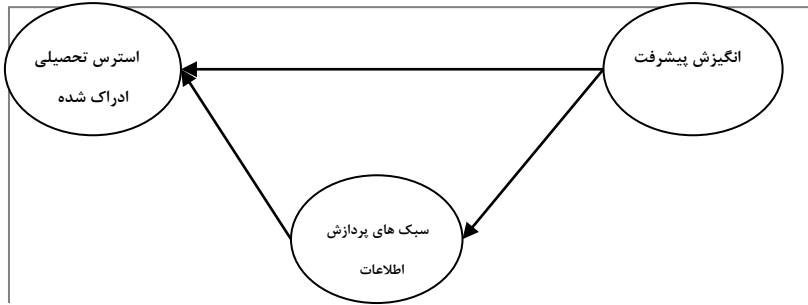 انگیزش پیشرفت
استرس تحصیلی
ادراک شده
سبک های پردازش
اطلاعات